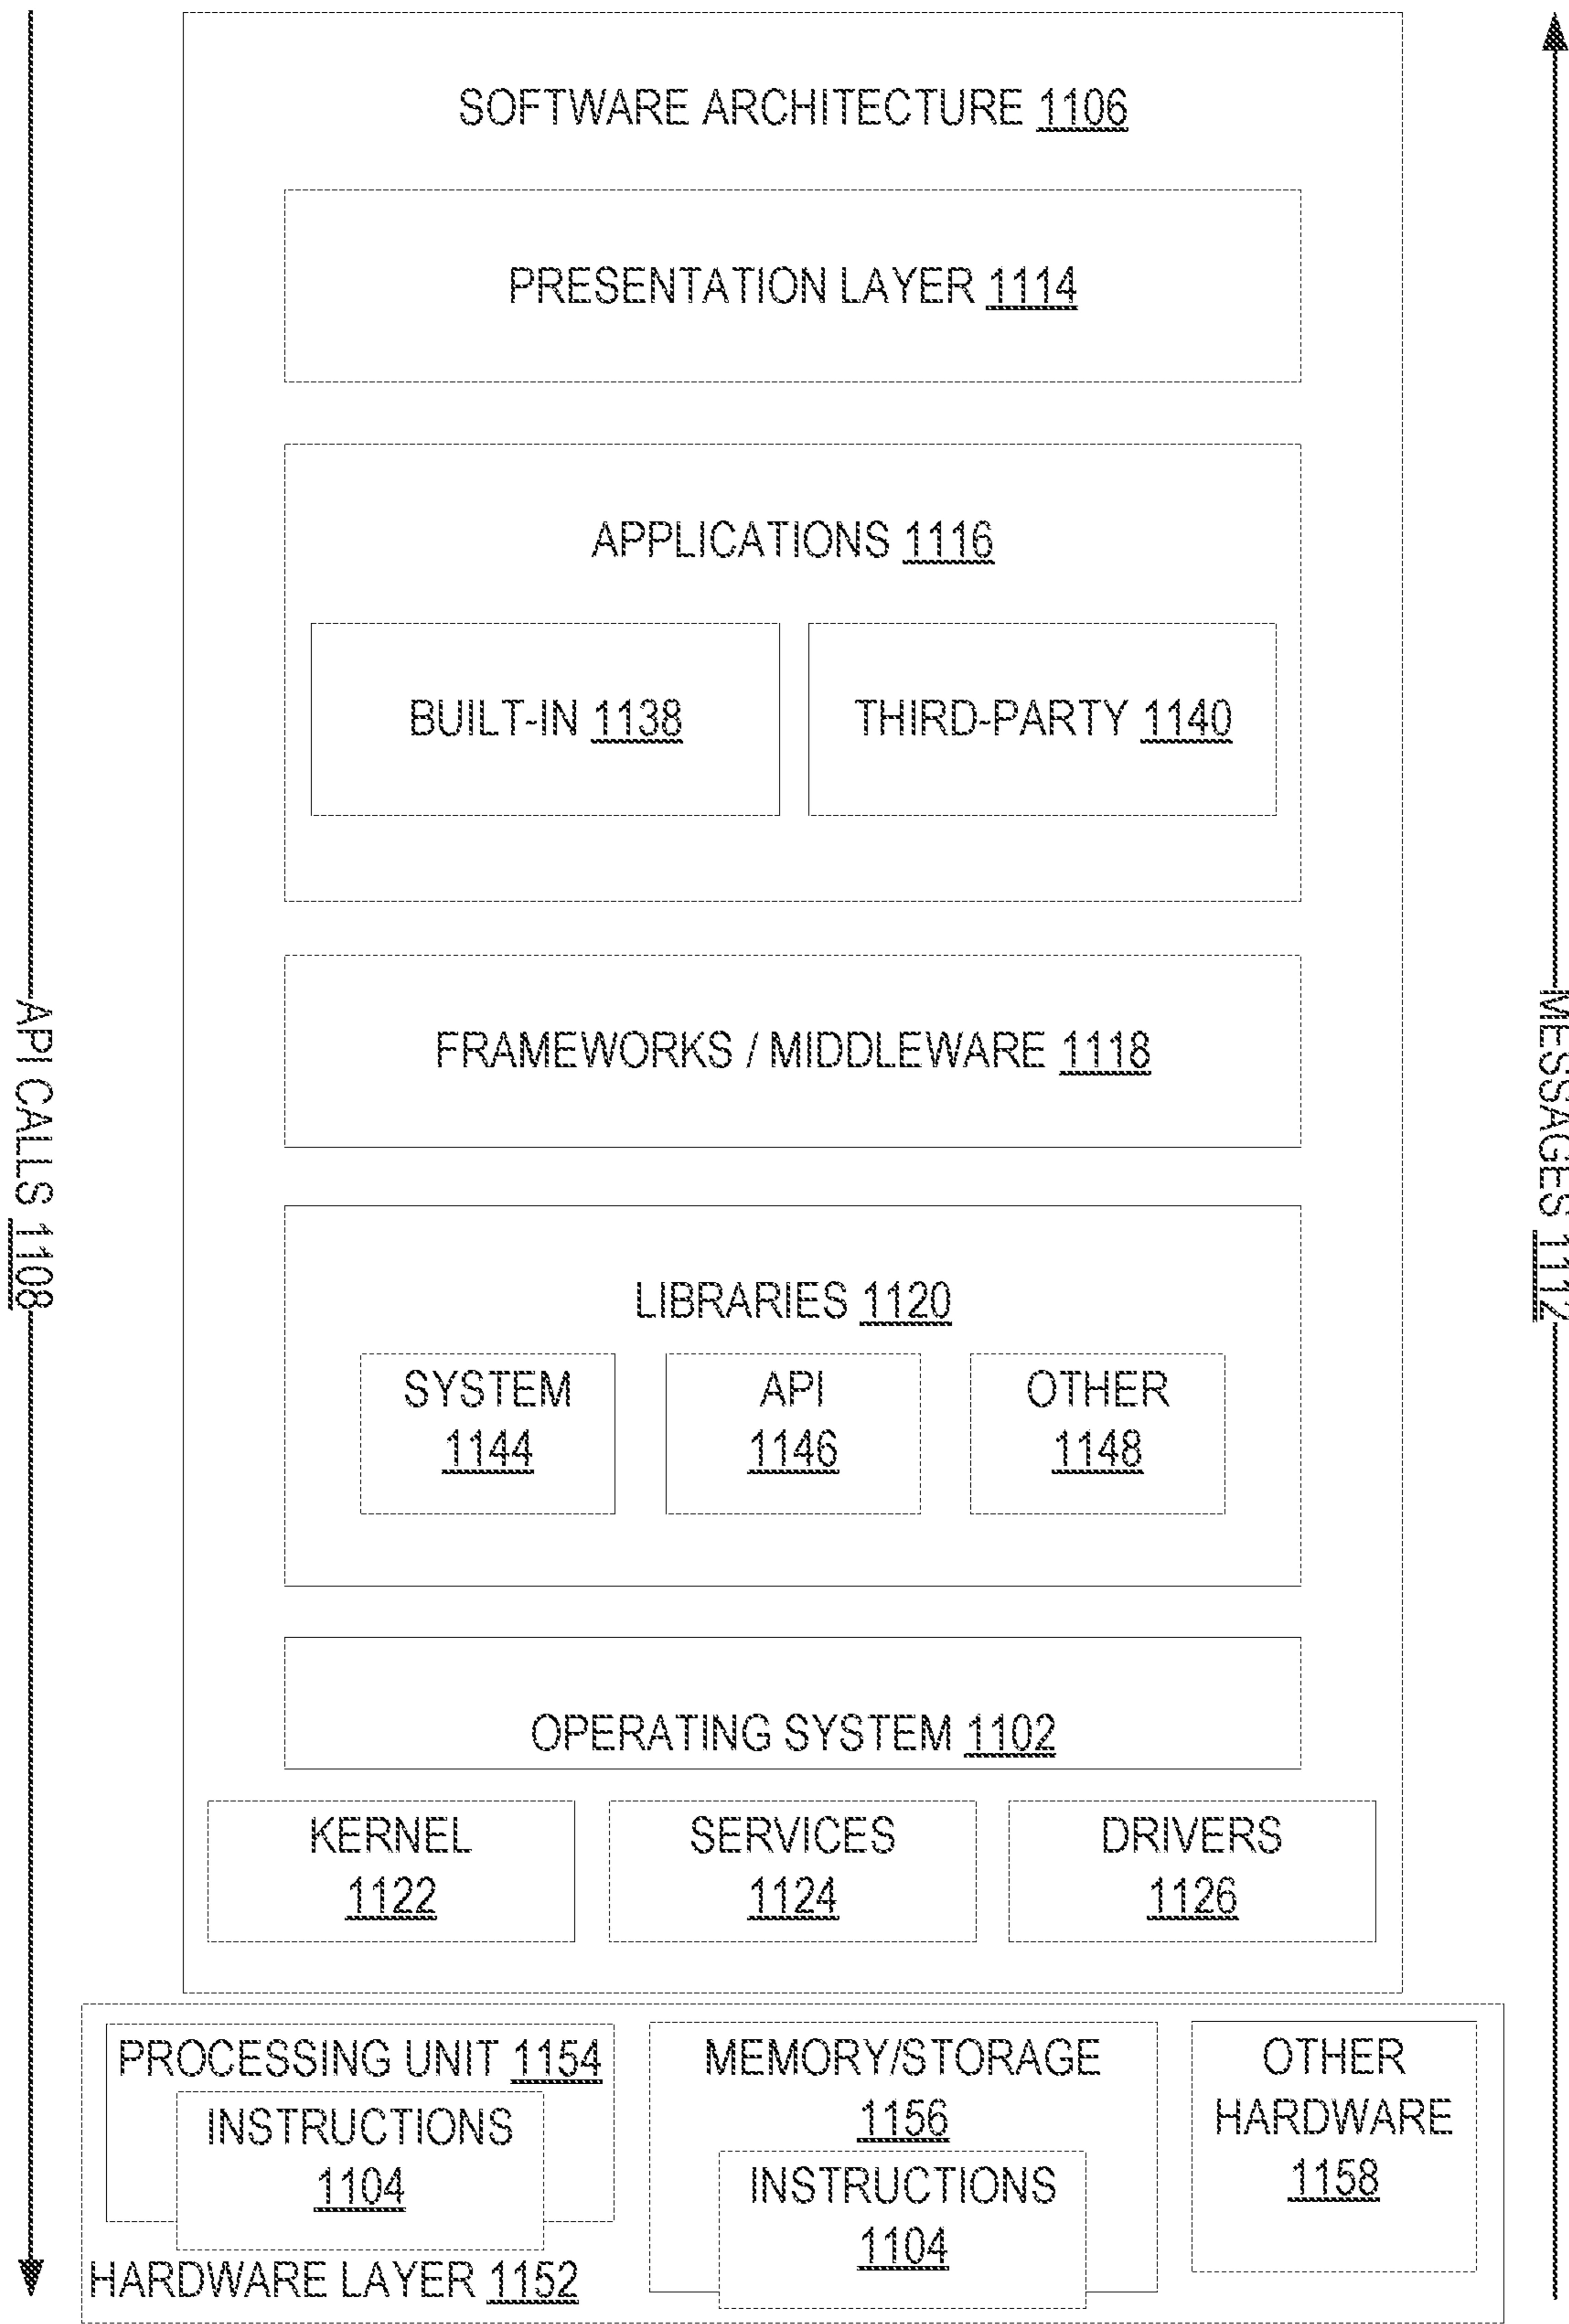 SOFTWARE ARCHITECTURE 1106
PRESENTATION LAYER 1114
APPLICATIONS 1116
BUILT-IN 1138
THIRD-PARTY 1140
FRAMEWORKS / MIDDLEWARE 1118
API CALLS 1108
MESSAGES 1112
LIBRARIES 1120
SYSTEM
1144
API
1146
OTHER
1148
OPERATING SYSTEM 1102
KERNEL
1122
SERVICES
1124
DRIVERS
1126
PROCESSING UNIT 1154
INSTRUCTIONS
1104
MEMORY/STORAGE
1156
INSTRUCTIONS
1104
OTHER
HARDWARE
1158
HARDWARE LAYER 1152